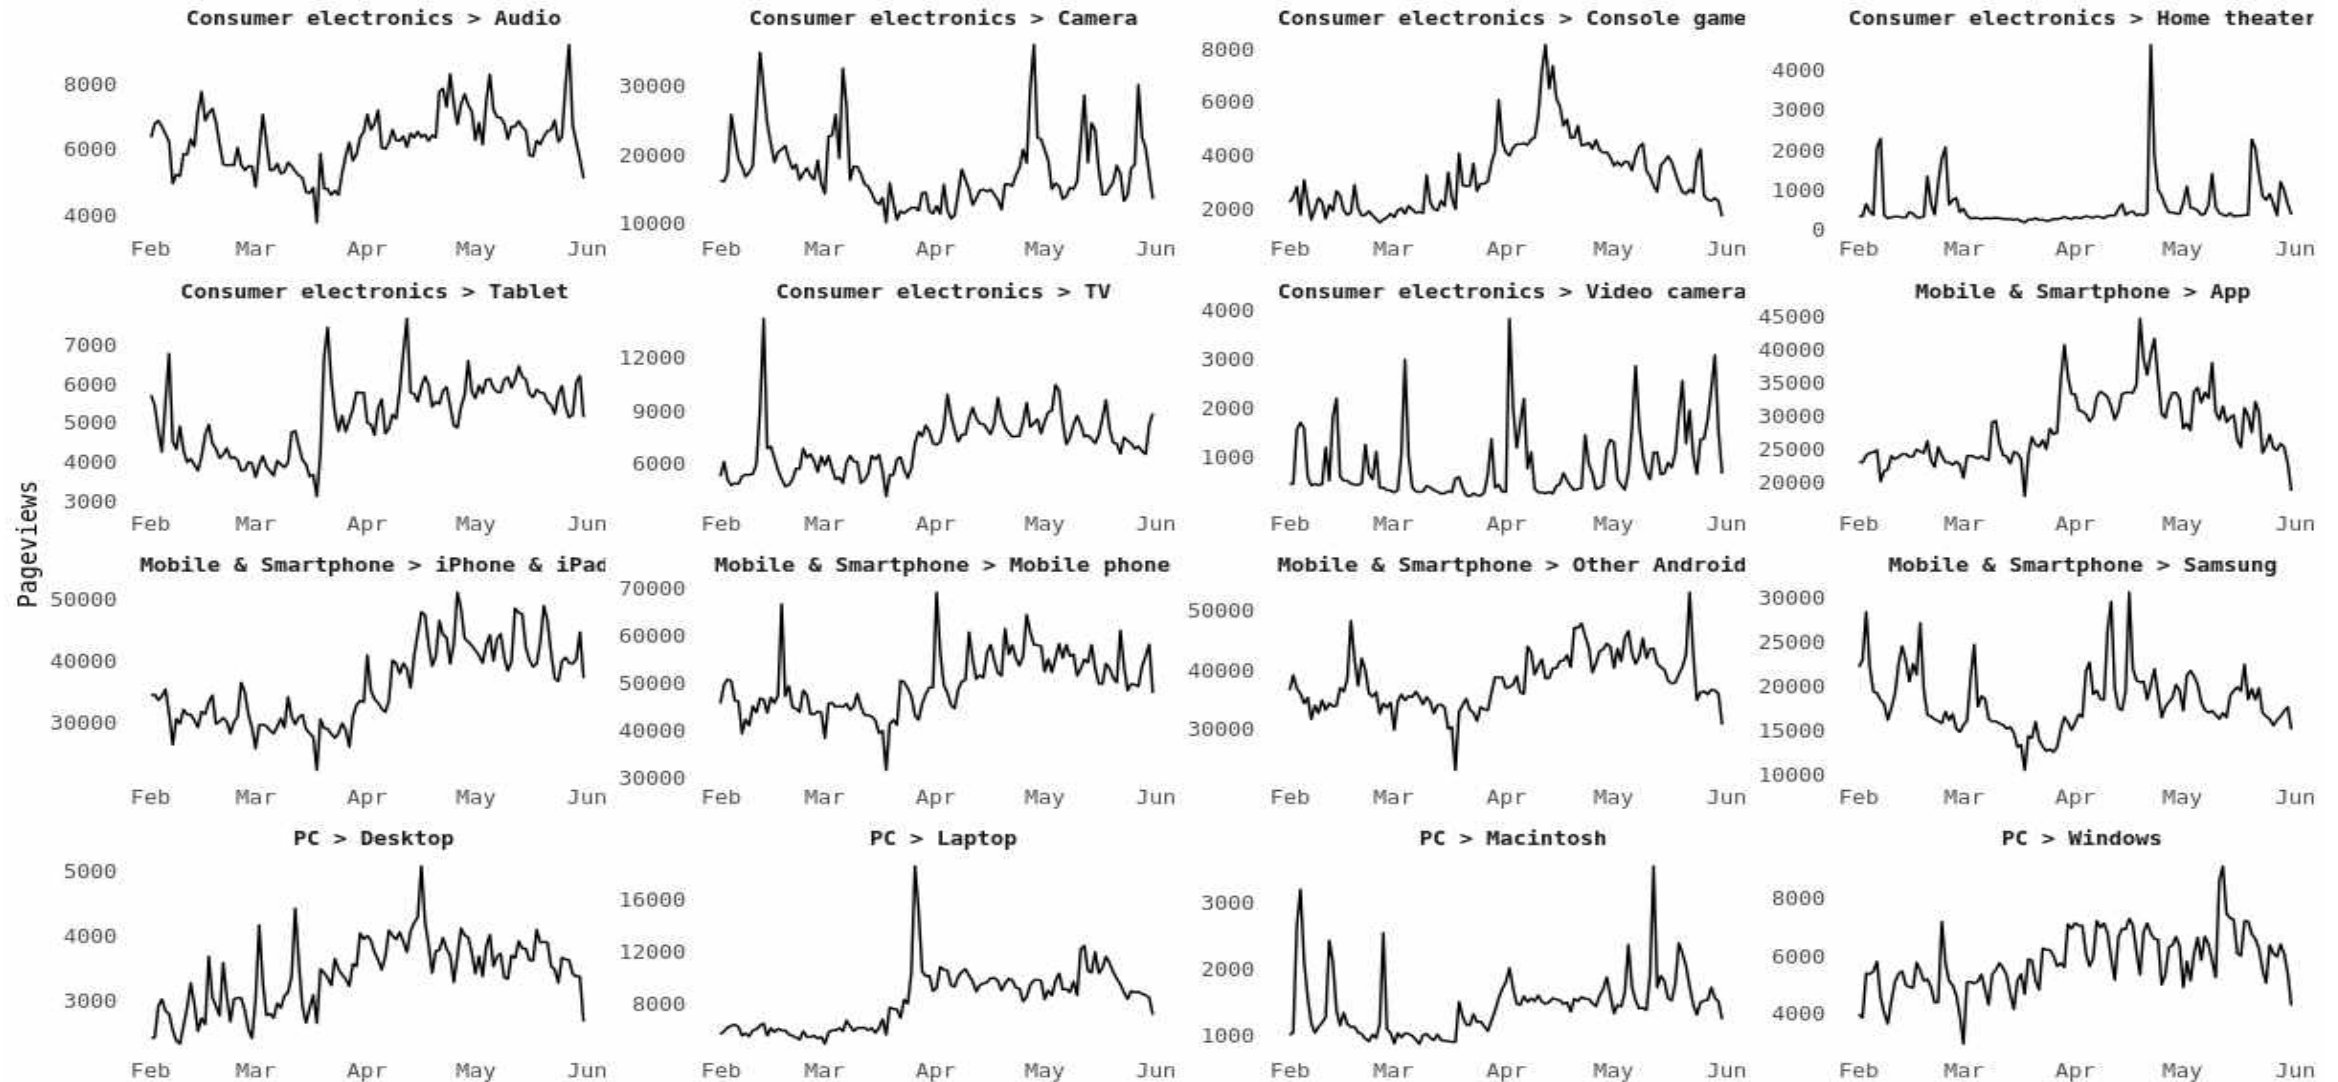 Pageviews
Consumer electronics > Audio
8000
6000
4000
Feb Mar Apr May Jun
Consumer electronics > Camera
30000
20000
10000
Feb Mar Apr May Jun
Consumer electronics > Console game
8000
6000
4000
2000
Feb Mar Apr May Jun
Consumer electronics > Home theater
4000
3000
2000
1000
0
Feb Mar Apr May Jun
Consumer electronics > Tablet
7000
6000
5000
4000
3000
Feb Mar Apr May Jun
Consumer electronics > TV
12000
9000
6000
Feb Mar Apr May Jun
Consumer electronics > Video camera
4000
3000
2000
1000
Feb Mar Apr May Jun
Mobile & Smartphone > App
45000
40000
35000
30000
25000
20000
Feb Mar Apr May Jun
Mobile & Smartphone > iPhone & iPad
50000
40000
30000
Feb Mar Apr May Jun
Mobile & Smartphone > Mobile phone
70000
60000
50000
40000
30000
Feb Mar Apr May Jun
Mobile & Smartphone > Other Android
50000
40000
30000
Feb Mar Apr May Jun
Mobile & Smartphone > Samsung
30000
25000
20000
15000
10000
Feb Mar Apr May Jun
PC > Desktop
5000
4000
3000
Feb Mar Apr May Jun
PC > Laptop
16000
12000
8000
Feb Mar Apr May Jun
PC > Macintosh
3000
2000
1000
Feb Mar Apr May Jun
PC > Windows
8000
6000
4000
Feb Mar Apr May Jun